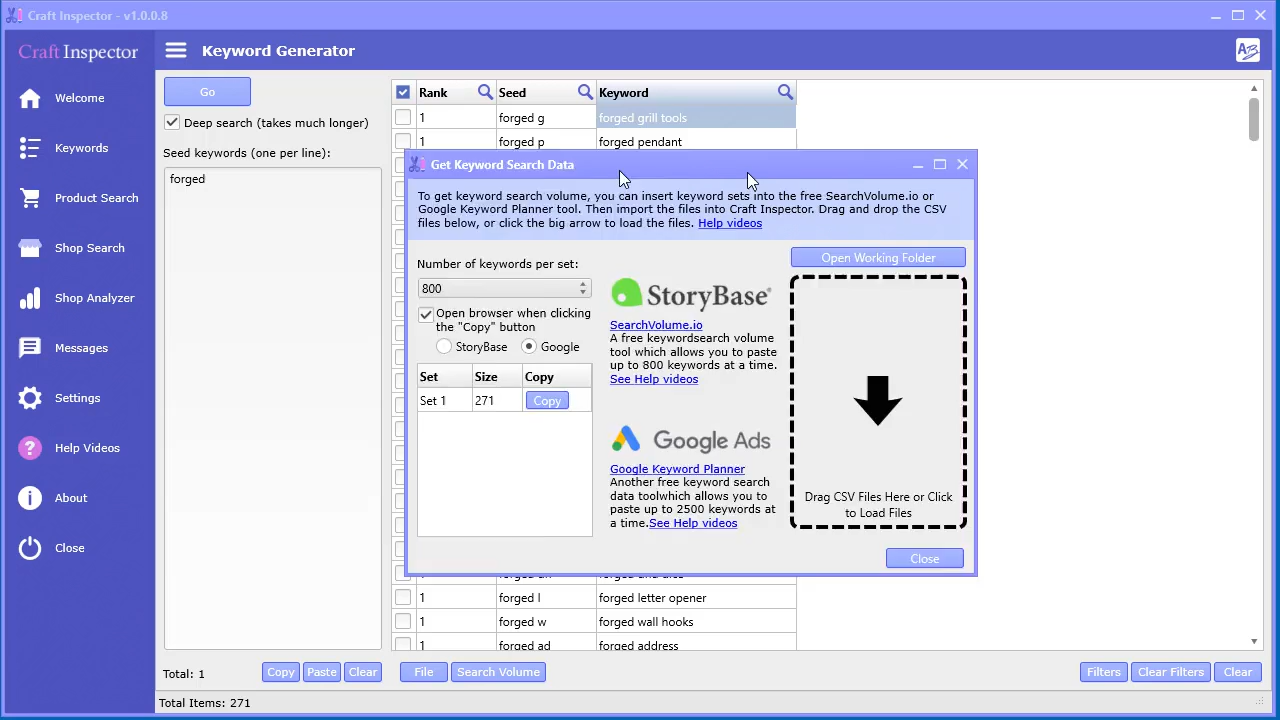 Craft Inspector - v1.0.0.8
Craft Inspector
Keyword Generator
Welcome
Keywords
Product Search
Shop Search
Shop Analyzer
Messages
Settings
Help Videos
About
Close
Go
Deep search (takes much longer)
Seed keywords (one per line):
forged
Total: 1
Copy Paste Clear
Rank Seed Keyword
1 forged g forged grill tools
1 forged p forged pendant
Get Keyword Search Data
To get keyword search volume, you can insert keyword sets into the free SearchVolume.io or
Google Keyword Planner tool. Then import the files into Craft Inspector. Drag and drop the CSV
files below, or click the big arrow to load the files. Help videos
Number of keywords per set:
800
Open browser when clicking
the "Copy" button
StoryBase Google
Set Size Copy
Set 1 271 Copy
StoryBase
SearchVolume.io
A free keywordsearch volume
tool which allows you to paste
up to 800 keywords at a time.
See Help videos
Google Ads
Google Keyword Planner
Another free keyword search
data toolwhich allows you to
paste up to 2500 keywords at
a time.See Help videos
Open Working Folder
Drag CSV Files Here or Click
to Load Files
Close
1 forged l forged letter opener
1 forged w forged wall hooks
1 forged ad forged address
File Search Volume
Filters Clear Filters Clear
Total Items: 271